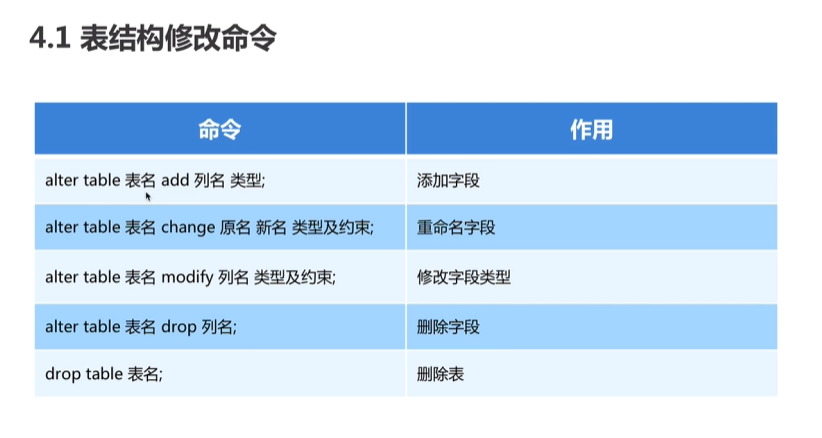 4.1 表结构修改命令
命令 作用
alter table 表名 add 列名 类型; 添加字段
alter table 表名 change 原名 新名 类型及约束; 重命名字段
alter table 表名 modify 列名 类型及约束; 修改字段类型
alter table 表名 drop 列名; 删除字段
drop table 表名; 删除表